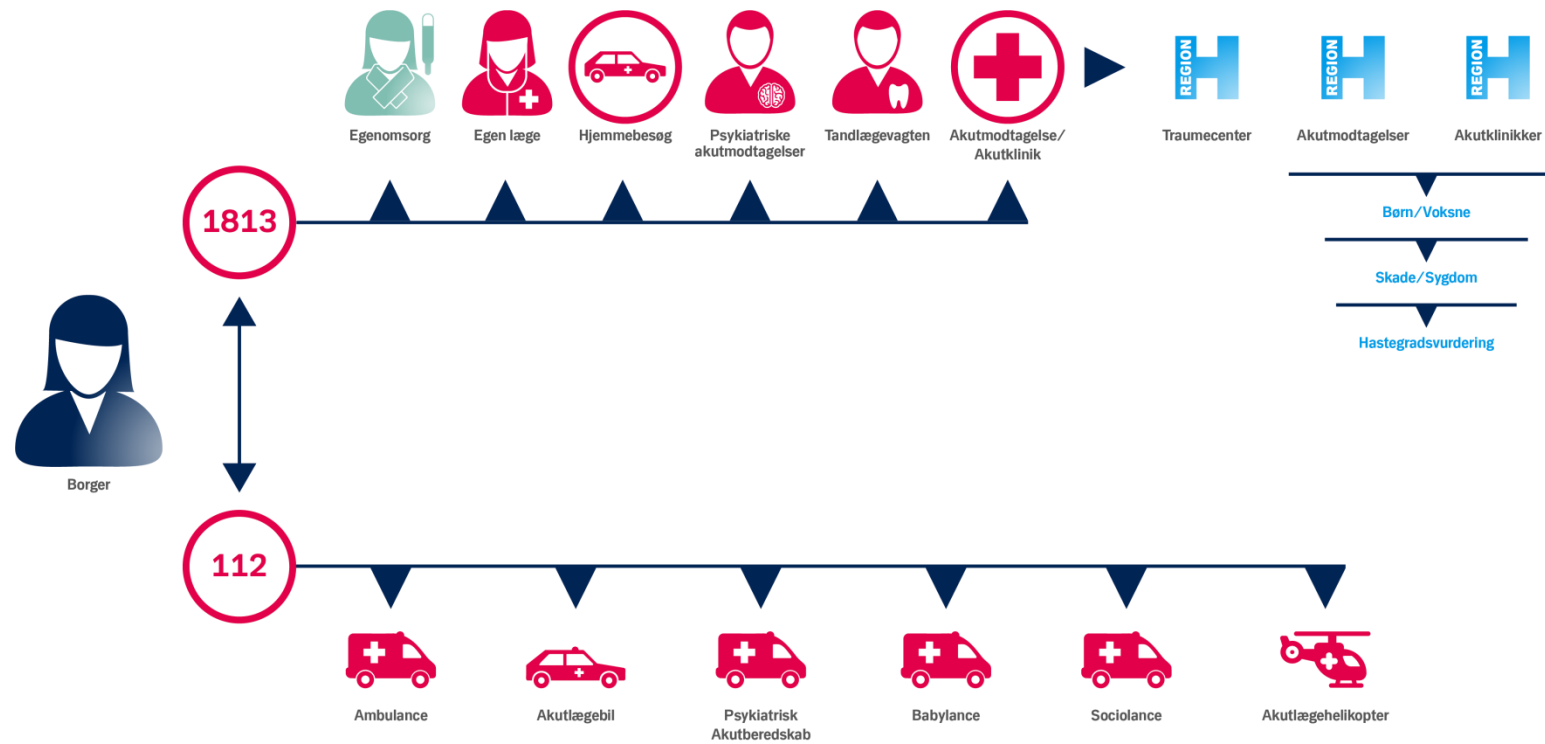 REGION
REGION
REGION
Egenomsorg
Egen læge
Hjemmebesøg
Psykiatriske
akutmodtagelser
Tandlægevagten
Akutmodtagelse/
Akutklinik
Traumecenter
Akutmodtagelser
Akutklinikker
1813
Børn/Voksne
Skade/Sygdom
Hastegradsvurdering
Borger
112
Ambulance
Akutlægebil
Psykiatrisk
Akutberedskab
Babylance
Sociolance
Akutlægehelikopter